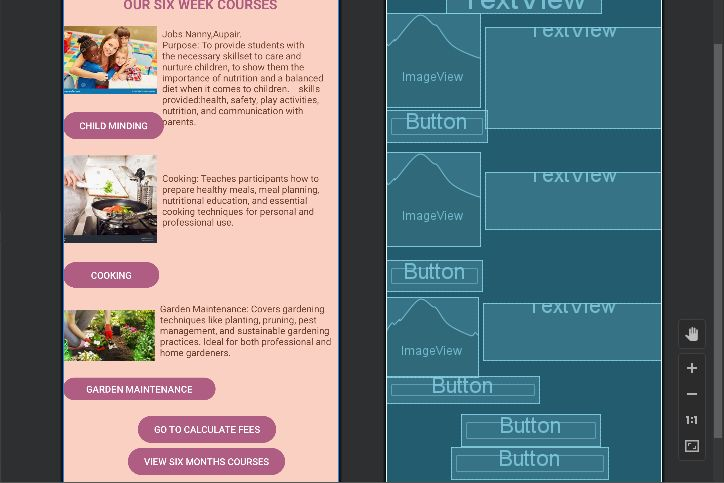 OUR SIX WEEK COURSES
TextView
Jobs Nanny,Aupair.
Purpose: To provide students with
the necessary skillset to care and
nurture children, to show them the
importance of nutrition and a balanced
diet when it comes to children. skills
provided:health, safety, play activities,
nutrition, and communication with
parents.
CHILD MINDING
TextView
ImageView
Button
Cooking: Teaches participants how to
prepare healthy meals, meal planning,
nutritional education, and essential
cooking techniques for personal and
professional use.
COOKING
TextView
ImageView
Button
Garden Maintenance: Covers gardening
techniques like planting, pruning, pest
management, and sustainable gardening
practices. Ideal for both professional and
home gardeners.
GARDEN MAINTENANCE
TextView
ImageView
Button
GO TO CALCULATE FEES
Button
VIEW SIX MONTHS COURSES
Button
1:1